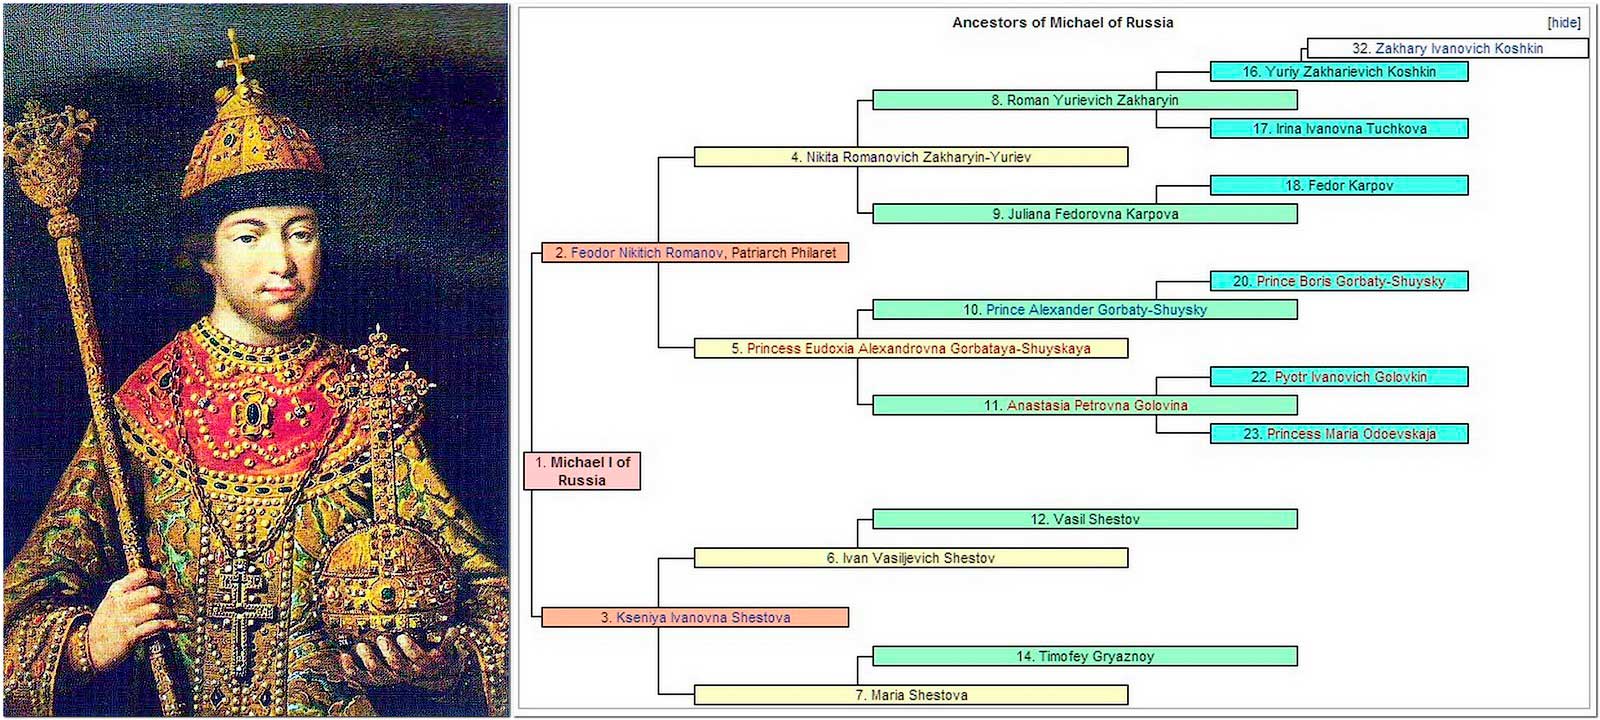 Ancestors of Michael of Russia
[hide]
32. Zakhary Ivanovich Koshkin
16. Yuriy Zakharievich Koshkin
8. Roman Yurievich Zakharyin
17. Irina Ivanovna Tuchkova
4. Nikita Romanovich Zakharyin-Yuriev
18. Fedor Karpov
9. Juliana Fedorovna Karpova
2. Feodor Nikitich Romanov, Patriarch Philaret
20. Prince Boris Gorbaty-Shuysky
10. Prince Alexander Gorbaty-Shuysky
5. Princess Eudoxia Alexandrovna Gorbataya-Shuyskaya
22. Pyotr Ivanovich Golovkin
11. Anastasia Petrovna Golovina
23. Princess Maria Odoevskaja
1. Michael I of
Russia
12. Vasil Shestov
6. Ivan Vasiljevich Shestov
3. Kseniya Ivanovna Shestova
14. Timofey Gryaznoy
7. Maria Shestova